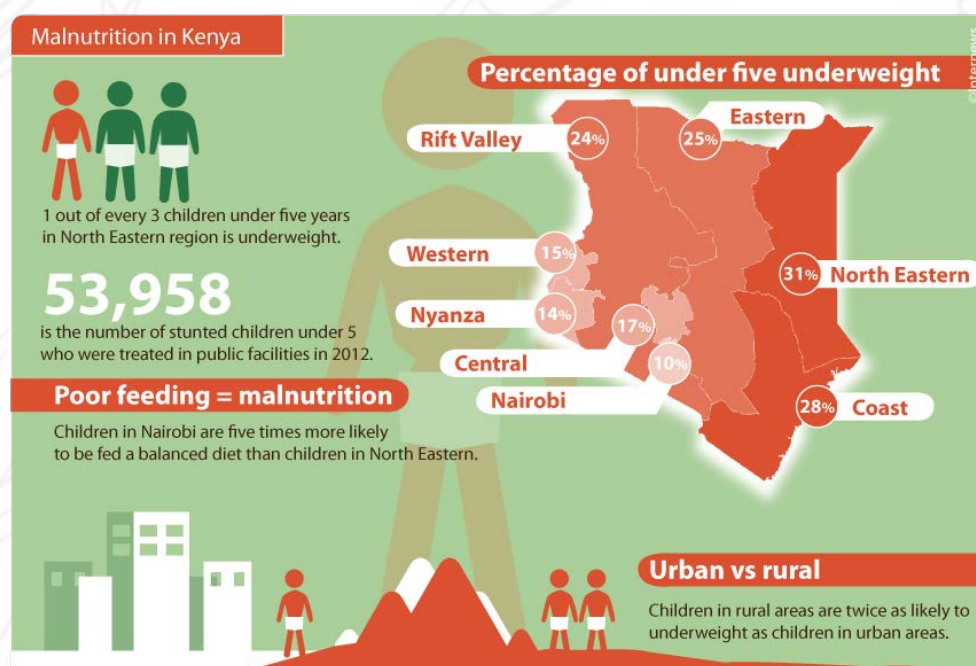 Malnutrition in Kenya
©Internews
Percentage of under five underweight
1 out of every 3 children under five years
in North Eastern region is underweight.
53,958
is the number of stunted children under 5
who were treated in public facilities in 2012.
Poor feeding = malnutrition
Children in Nairobi are five times more likely
to be fed a balanced diet than children in North Eastern.
Rift Valley 24%
25% Eastern
Western 15%
31% North Eastern
Nyanza 14%
Central 17%
Nairobi 10%
28% Coast
Urban vs rural
Children in rural areas are twice as likely to
underweight as children in urban areas.